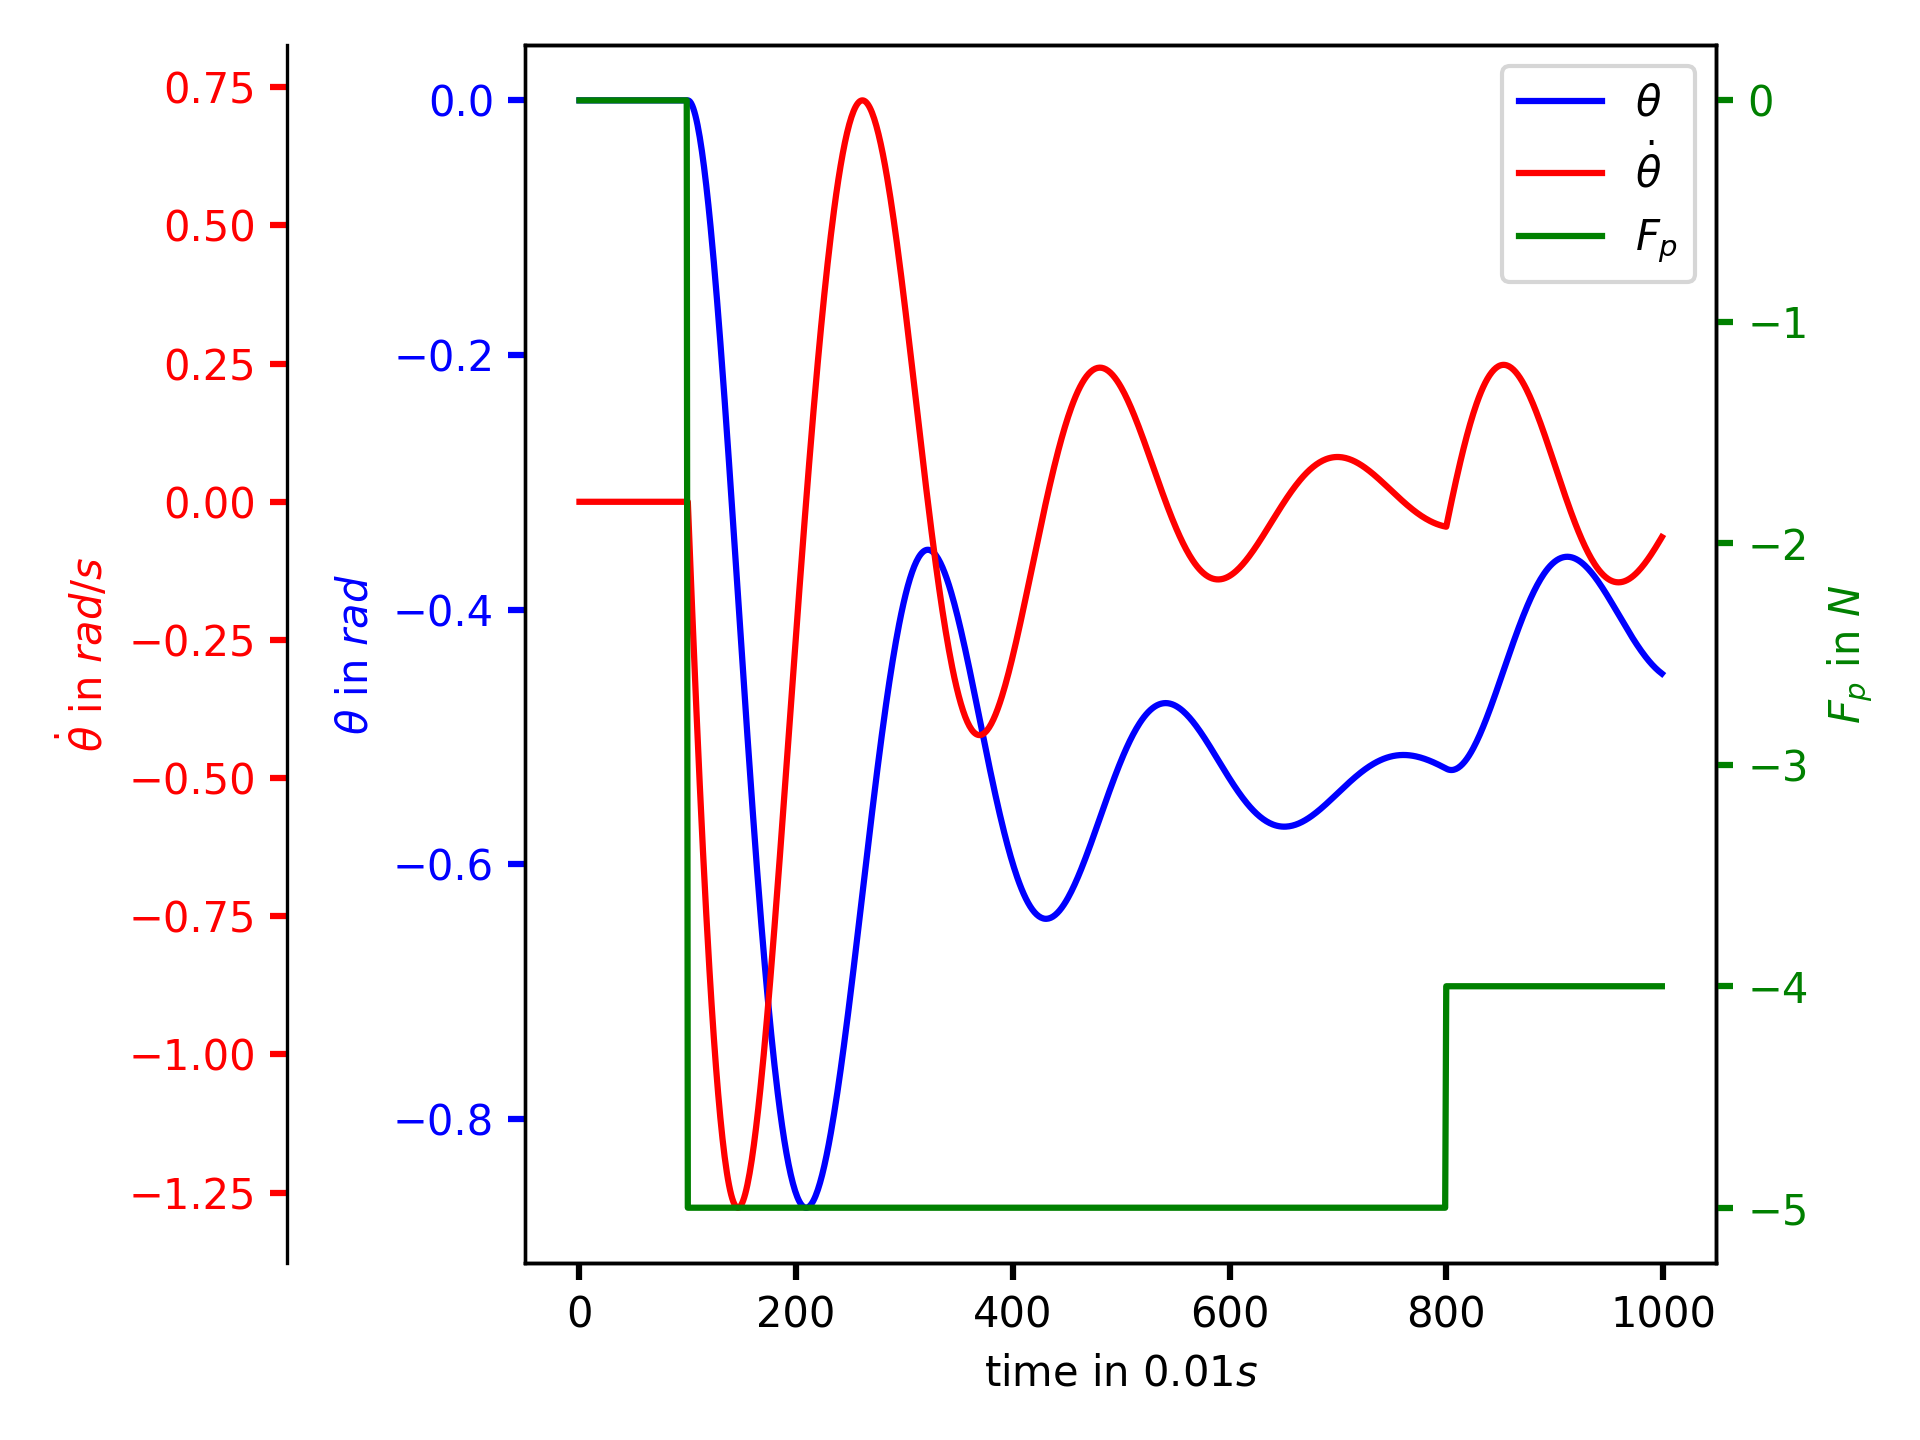 0.75
0.50
0.25
0.00
−0.25
−0.50
−0.75
−1.00
−1.25
θ̇ in rad/s
0.0
−0.2
−0.4
−0.6
−0.8
θ in rad
θ
θ̇
Fₚ
0
−1
−2
−3
−4
−5
Fₚ in N
0 200 400 600 800 1000
time in 0.01s